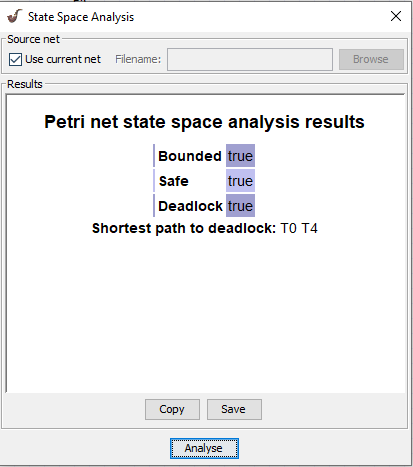 State Space Analysis
Source net
Use current net Filename: Browse
Results
Petri net state space analysis results
Bounded true
Safe true
Deadlock true
Shortest path to deadlock: T0 T4
Copy Save
Analyse